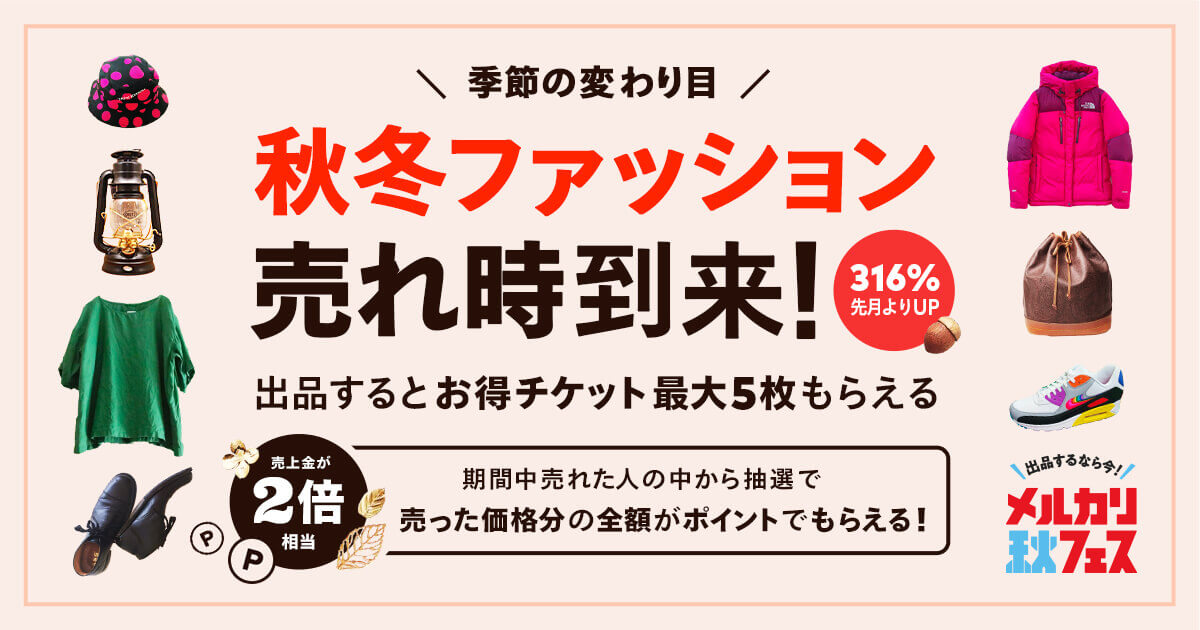 季節の変わり目
秋冬ファッション
売れ時到来!
316%
先月よりUP
出品するとお得チケット最大5枚もらえる
売上金が
2倍
相当
P
P
期間中売れた人の中から抽選で
売った価格分の全額がポイントでもらえる!
出品するなら今!
メルカリ
秋フェス